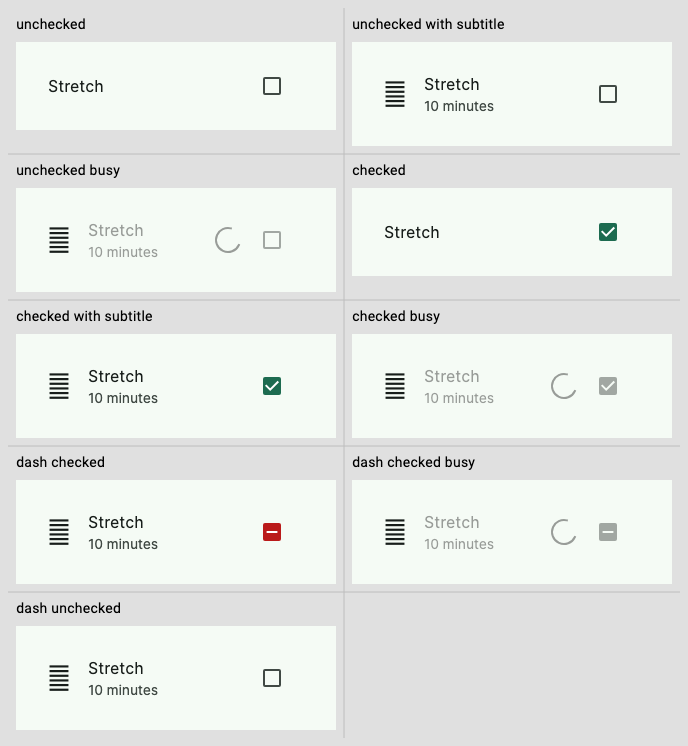 unchecked
Stretch
unchecked with subtitle
Stretch
10 minutes
unchecked busy
Stretch
10 minutes
checked
Stretch
checked with subtitle
Stretch
10 minutes
checked busy
Stretch
10 minutes
dash checked
Stretch
10 minutes
dash checked busy
Stretch
10 minutes
dash unchecked
Stretch
10 minutes